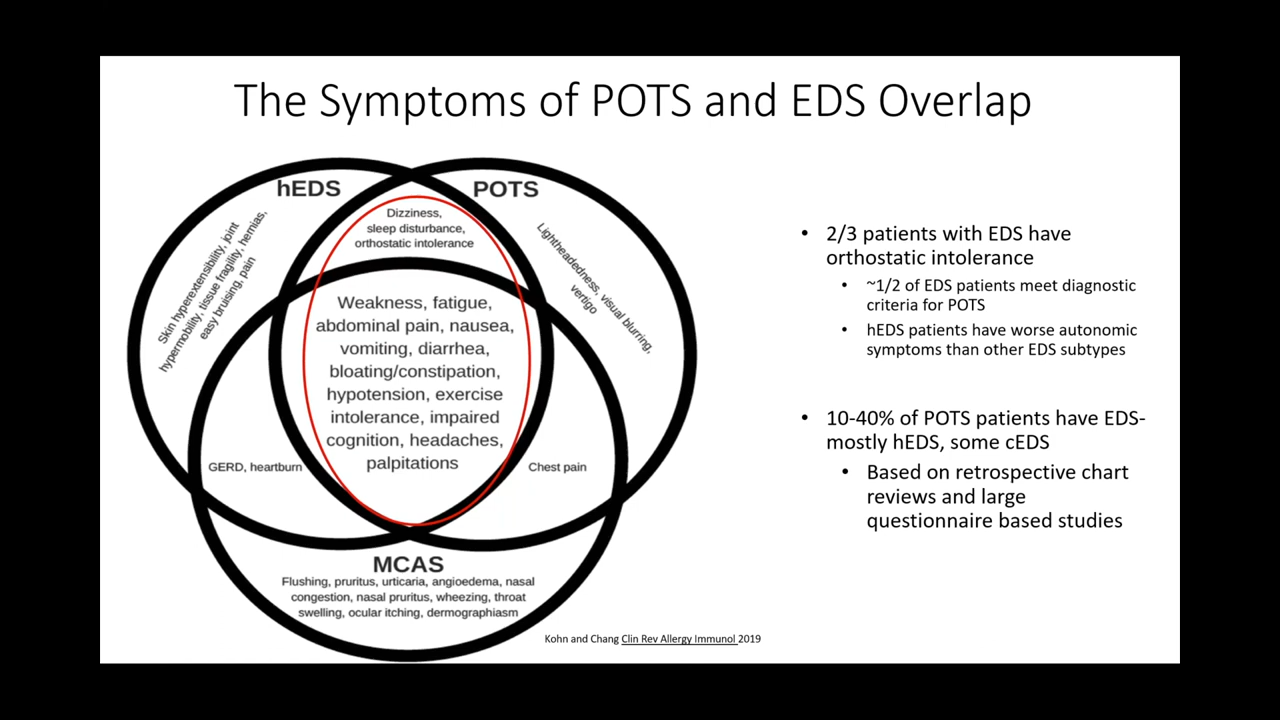 The Symptoms of POTS and EDS Overlap
hEDS
POTS
Skin hyperextensibility, joint
hypermobility, tissue fragility, hernias,
easy bruising, pain
Dizziness,
sleep disturbance,
orthostatic intolerance
Lightheadedness, visual blurring,
vertigo
Weakness, fatigue,
abdominal pain, nausea,
vomiting, diarrhea,
bloating/constipation,
hypotension, exercise
intolerance, impaired
cognition, headaches,
palpitations
GERD, heartburn
Chest pain
MCAS
Flushing, pruritus, urticaria, angioedema, nasal
congestion, nasal pruritus, wheezing, throat
swelling, ocular itching, dermographiasm
Kohn and Chang Clin Rev Allergy Immunol 2019
• 2/3 patients with EDS have
orthostatic intolerance
• ~1/2 of EDS patients meet diagnostic
criteria for POTS
• hEDS patients have worse autonomic
symptoms than other EDS subtypes
• 10-40% of POTS patients have EDS-
mostly hEDS, some cEDS
• Based on retrospective chart
reviews and large
questionnaire based studies